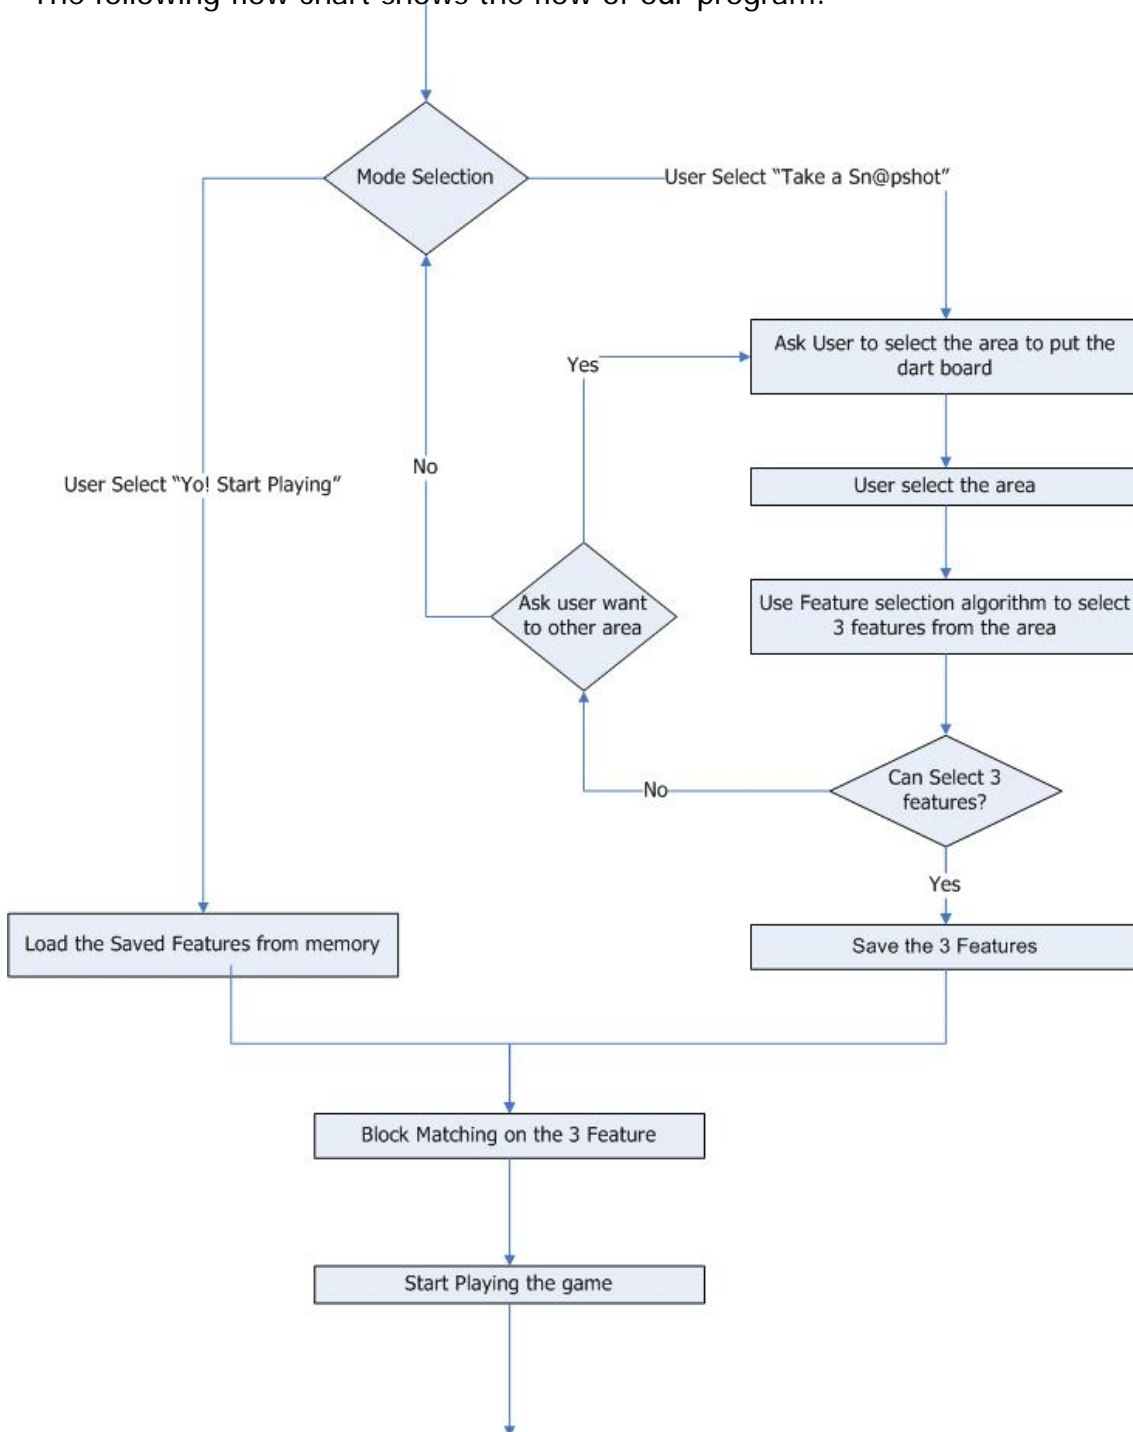 The following flow chart shows the flow of our program:
Mode Selection
User Select "Take a Sn@pshot"
Ask User to select the area to put the
dart board
Yes
No
User Select "Yo! Start Playing"
User select the area
Ask user want
to other area
Use Feature selection algorithm to select
3 features from the area
Can Select 3
features?
No
Yes
Load the Saved Features from memory
Save the 3 Features
Block Matching on the 3 Feature
Start Playing the game